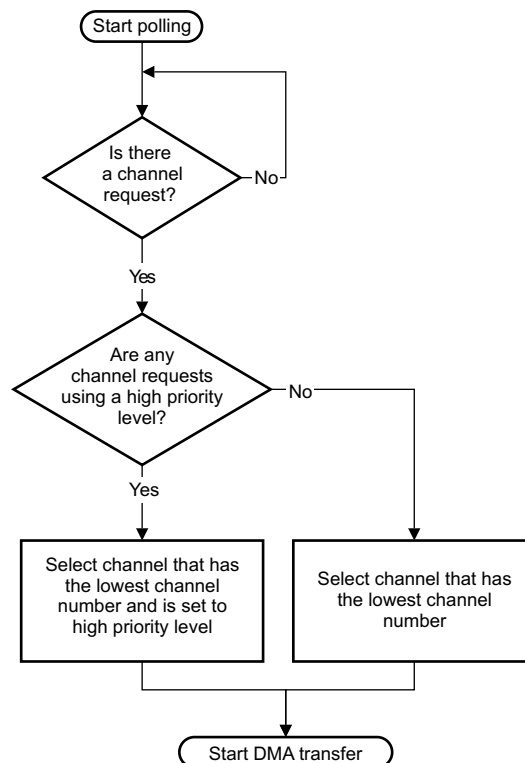 Start polling
Is there
a channel
request?
No
Yes
Are any
channel requests
using a high priority
level?
No
Yes
Select channel that has
the lowest channel
number and is set to
high priority level
Select channel that has
the lowest channel
number
Start DMA transfer